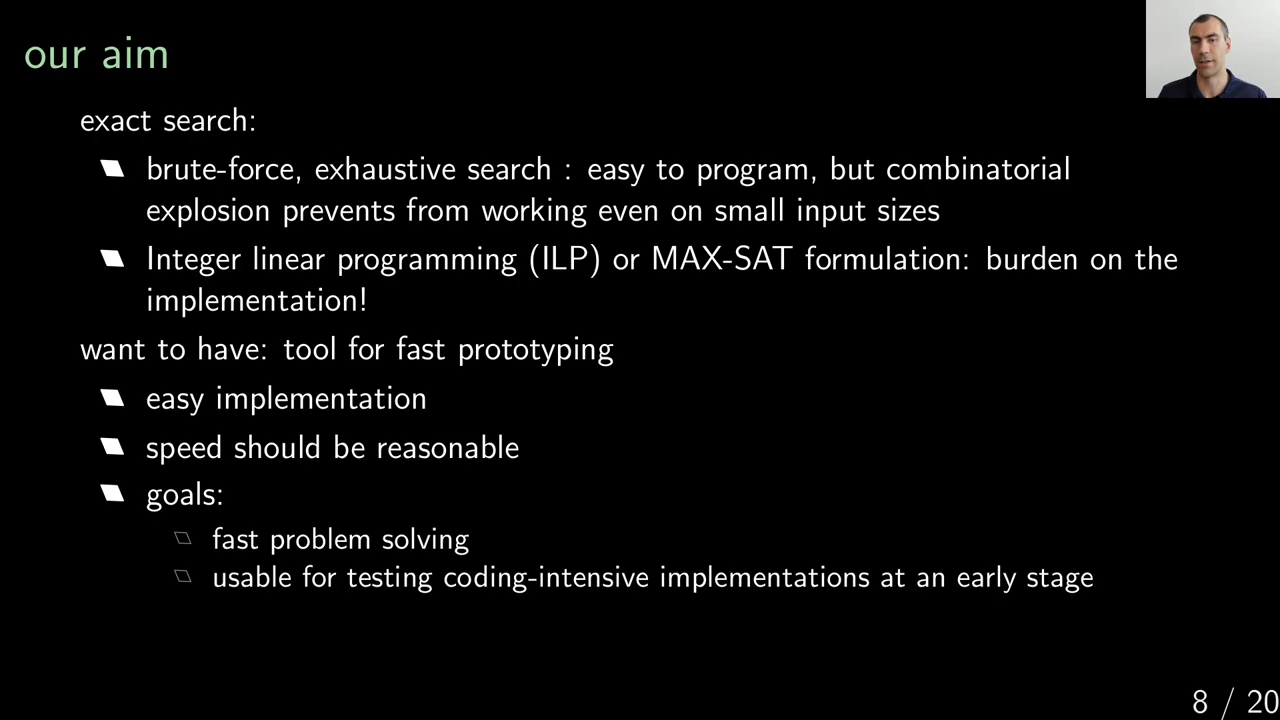 our aim
exact search:
brute-force, exhaustive search : easy to program, but combinatorial
explosion prevents from working even on small input sizes
Integer linear programming (ILP) or MAX-SAT formulation: burden on the
implementation!
want to have: tool for fast prototyping
easy implementation
speed should be reasonable
goals:
fast problem solving
usable for testing coding-intensive implementations at an early stage
8 / 20